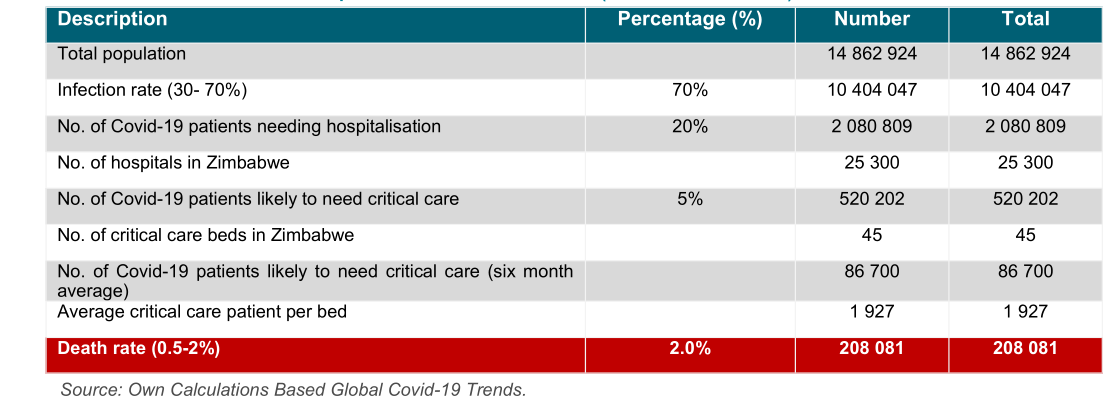 Description Percentage (%) Number Total
Total population 14 862 924 14 862 924
Infection rate (30- 70%) 70% 10 404 047 10 404 047
No. of Covid-19 patients needing hospitalisation 20% 2 080 809 2 080 809
No. of hospitals in Zimbabwe 25 300 25 300
No. of Covid-19 patients likely to need critical care 5% 520 202 520 202
No. of critical care beds in Zimbabwe 45 45
No. of Covid-19 patients likely to need critical care (six month 86 700 86 700
average)
Average critical care patient per bed 1 927 1 927
Death rate (0.5-2%) 2.0% 208 081 208 081
Source: Own Calculations Based Global Covid-19 Trends.